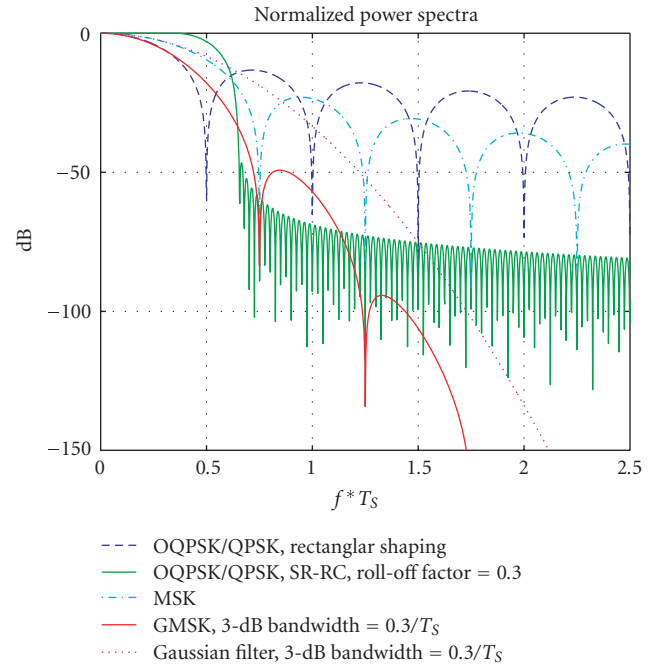 Normalized power spectra
0
−50
−100
−150
dB
0
0.5
1
1.5
2
2.5
f * T_S
OQPSK/QPSK, rectanglar shaping
OQPSK/QPSK, SR-RC, roll-off factor = 0.3
MSK
GMSK, 3-dB bandwidth = 0.3/T_S
Gaussian filter, 3-dB bandwidth = 0.3/T_S